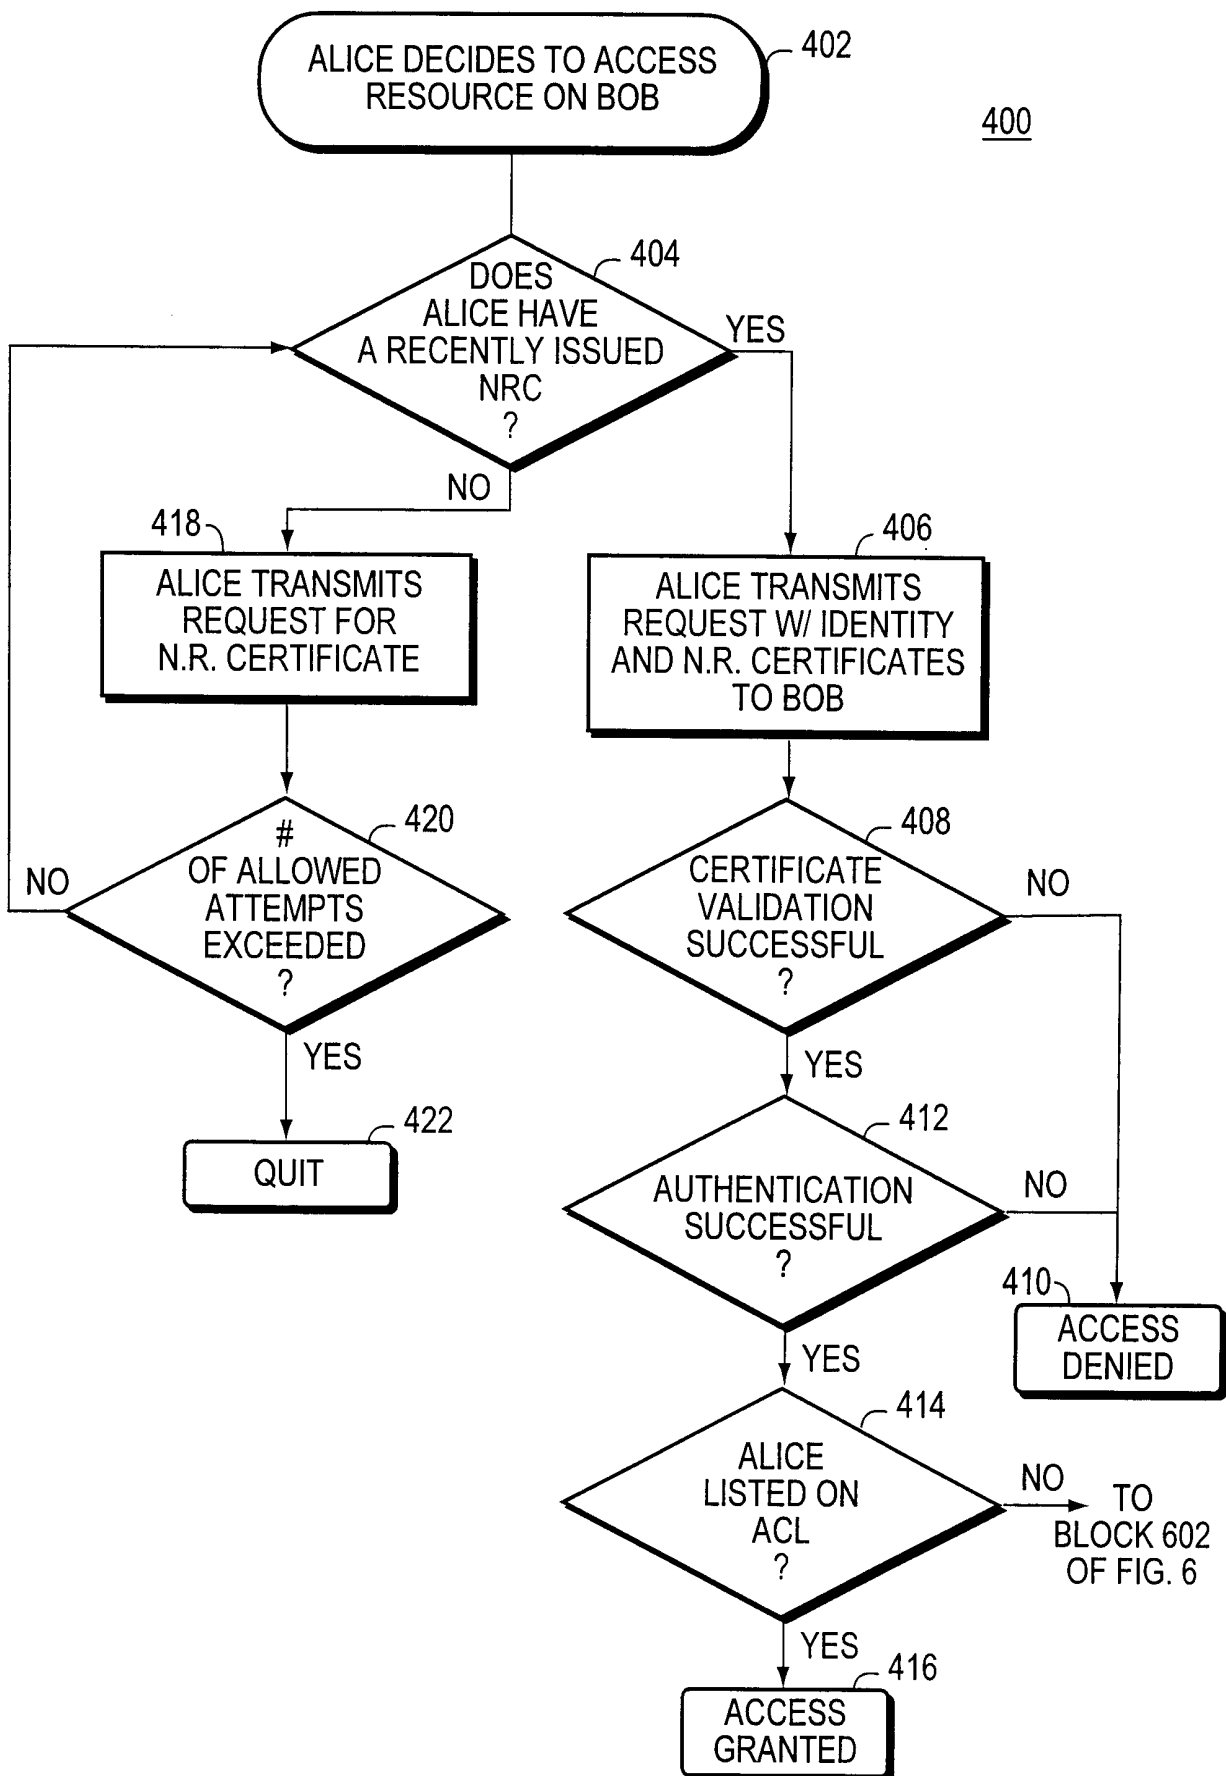 ALICE DECIDES TO ACCESS
RESOURCE ON BOB
402
400
404
DOES
ALICE HAVE
A RECENTLY ISSUED
NRC
?
YES
NO
418
ALICE TRANSMITS
REQUEST FOR
N.R. CERTIFICATE
406
ALICE TRANSMITS
REQUEST W/ IDENTITY
AND N.R. CERTIFICATES
TO BOB
420
#
OF ALLOWED
ATTEMPTS
EXCEEDED
?
NO
YES
422
QUIT
408
CERTIFICATE
VALIDATION
SUCCESSFUL
?
NO
YES
412
AUTHENTICATION
SUCCESSFUL
?
NO
410
ACCESS
DENIED
YES
414
ALICE
LISTED ON
ACL
?
NO
TO
BLOCK 602
OF FIG. 6
YES
416
ACCESS
GRANTED